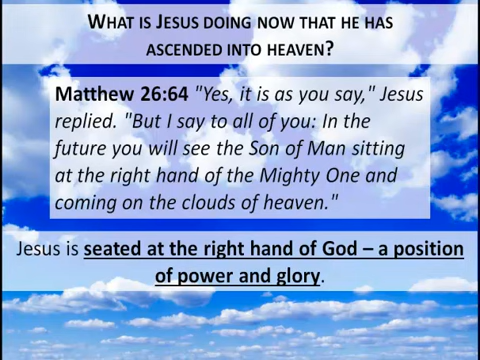 WHAT IS JESUS DOING NOW THAT HE HAS
ASCENDED INTO HEAVEN?
Matthew 26:64 "Yes, it is as you say," Jesus
replied. "But I say to all of you: In the
future you will see the Son of Man sitting
at the right hand of the Mighty One and
coming on the clouds of heaven."
Jesus is seated at the right hand of God – a position
of power and glory.